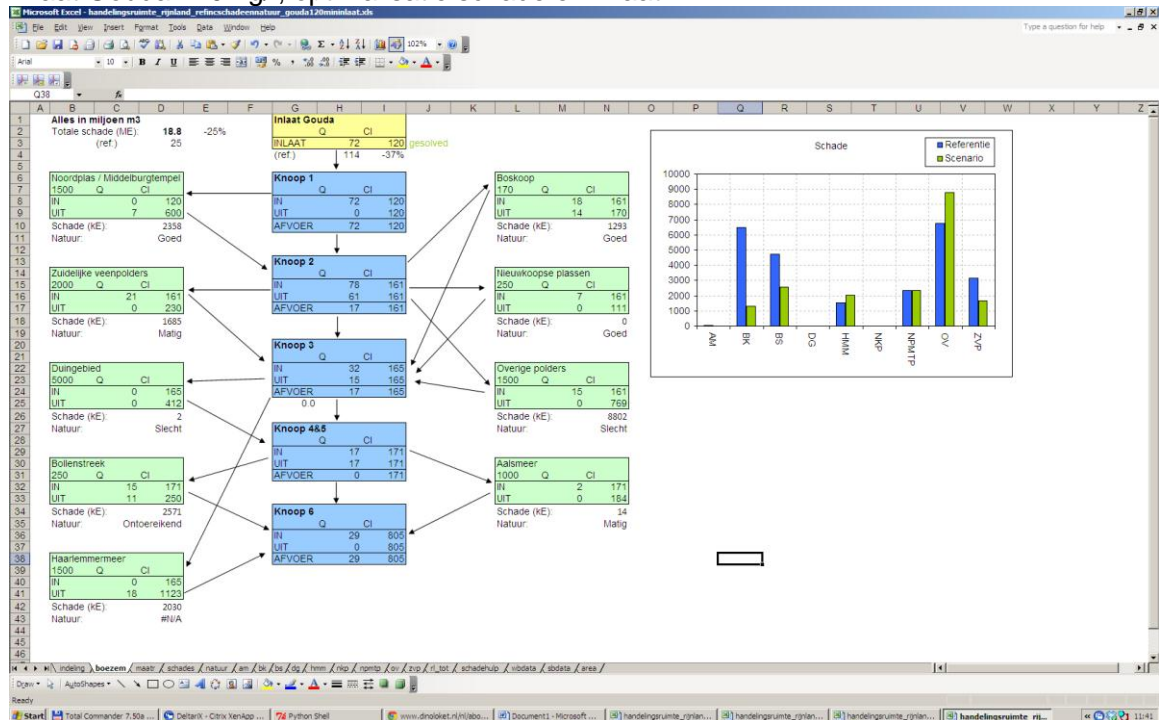 Microsoft Excel - handelingsruimte_rijnland_refincschadeennatuur_gouda120mininlaat.xls
File Edit View Insert Format Tools Data Window Help
Type a question for help
102%
Arial 10 B I U
Q38 fx
A B C D E F G H I J K L M N O P Q R S T U V W X Y Z
Alles in miljoen m3
Totale schade (ME): 18.8 -25%
(ref.) 25
Inlaat Gouda
Q Cl
INLAAT 72 120 gesolved
(ref.) 114 -37%
Noordplas / Middelburgtempel
1500 Q Cl
IN 0 120
UIT 7 600
Schade (kE): 2358
Natuur: Goed
Knoop 1
Q Cl
IN 72 120
UIT 0 120
AFVOER 72 120
Boskoop
170 Q Cl
IN 18 161
UIT 14 170
Schade (kE): 1293
Natuur: Goed
Zuidelijke veenpolders
2000 Q Cl
IN 21 161
UIT 0 230
Schade (kE): 1685
Natuur: Matig
Knoop 2
Q Cl
IN 78 161
UIT 61 161
AFVOER 17 161
Nieuwkoopse plassen
250 Q Cl
IN 7 161
UIT 0 111
Schade (kE): 0
Natuur: Goed
Duingebied
5000 Q Cl
IN 0 165
UIT 0 412
Schade (kE): 2
Natuur: Slecht
Knoop 3
Q Cl
IN 32 165
UIT 15 165
AFVOER 17 165
0.0
Overige polders
1500 Q Cl
IN 15 161
UIT 0 769
Schade (kE): 8802
Natuur: Slecht
Bollenstreek
250 Q Cl
IN 15 171
UIT 11 250
Schade (kE): 2571
Natuur: Ontoereikend
Knoop 4&5
Q Cl
IN 17 171
UIT 17 171
AFVOER 0 171
Aalsmeer
1000 Q Cl
IN 2 171
UIT 0 184
Schade (kE): 14
Natuur: Matig
Haarlemmermeer
1500 Q Cl
IN 0 165
UIT 18 1123
Schade (kE): 2030
Natuur: #N/A
Knoop 6
Q Cl
IN 29 805
UIT 0 805
AFVOER 29 805
Schade
Referentie
Scenario
10000
9000
8000
7000
6000
5000
4000
3000
2000
1000
0
AM BK BS DG HMM NKP NPMTP OV ZVP
indeling / boezem / maatr / schades / natuur / am / bk / bs / dg / hmm / nkp / npmtp / ov / zvp / rl_tot / schadehulp / wbdata / sbdata / area /
Draw AutoShapes
Ready
Start Total Commander 7.50a ... DeltariX - Citrix XenApp ... Python Shell www.dinoloket.nl/nl/abo... Document1 - Microsoft ... handelingsruimte_rijnlan... handelingsruimte_rijnlan... handelingsruimte_rijnlan... handelingsruimte_rij... 11:41